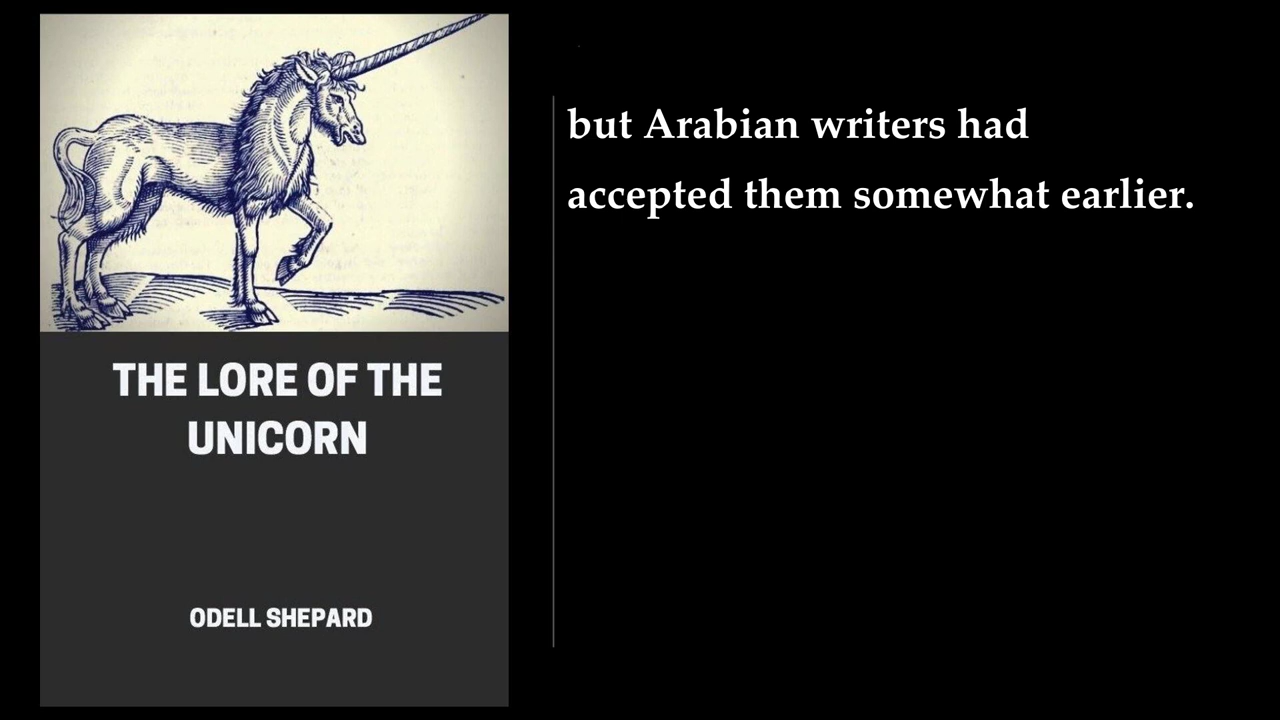 THE LORE OF THE
UNICORN
ODELL SHEPARD
but Arabian writers had
accepted them somewhat earlier.